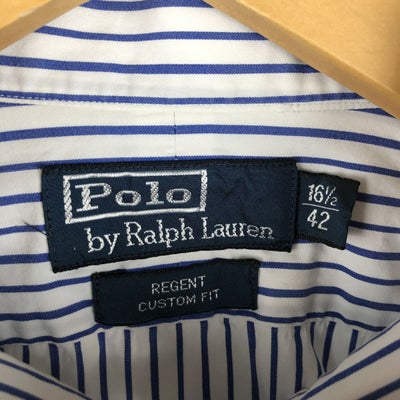 Polo
by Ralph Lauren
16½
42
REGENT
CUSTOM FIT